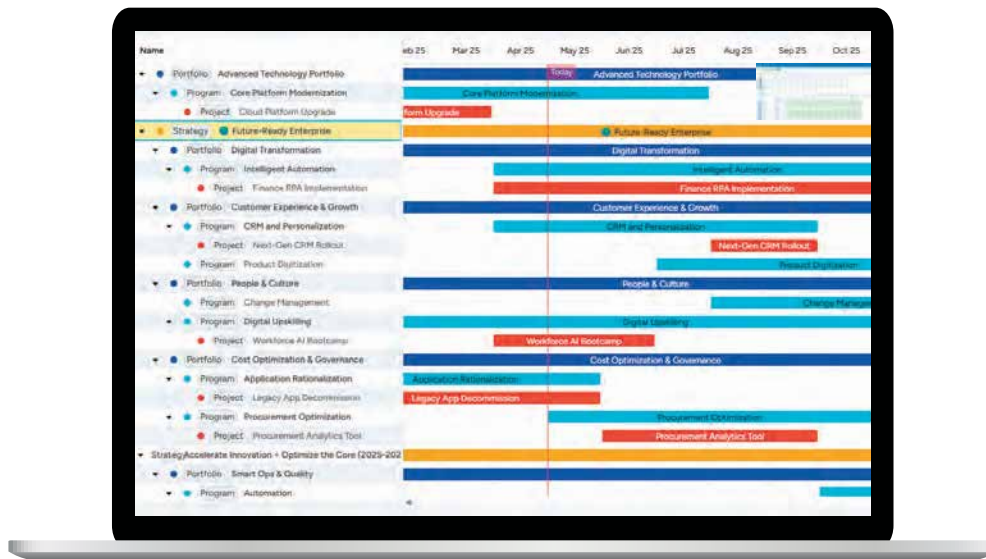 Name eb 25 Mar 25 Apr 25 May 25 Jun 25 Jul 25 Aug 25 Sep 25 Oct 25
Today
Portfolio Advanced Technology Portfolio Advanced Technology Portfolio
Program Core Platform Modernization Core Platform Modernization
Project Cloud Platform Upgrade form Upgrade
Strategy Future-Ready Enterprise Future-Ready Enterprise
Portfolio Digital Transformation Digital Transformation
Program Intelligent Automation Intelligent Automation
Project Finance RPA Implementation Finance RPA Implementation
Portfolio Customer Experience & Growth Customer Experience & Growth
Program CRM and Personalization CRM and Personalization
Project Next-Gen CRM Rollout Next-Gen CRM Rollout
Program Product Digitization Product Digitization
Portfolio People & Culture People & Culture
Program Change Management Change Manage
Program Digital Upskilling Digital Upskilling
Project Workforce AI Bootcamp Workforce AI Bootcamp
Portfolio Cost Optimization & Governance Cost Optimization & Governance
Program Application Rationalization Application Rationalization
Project Legacy App Decommission Legacy App Decommission
Program Procurement Optimization Procurement Optimization
Project Procurement Analytics Tool Procurement Analytics Tool
StrategyAccelerate Innovation + Optimize the Core (2025-202
Portfolio Smart Ops & Quality
Program Automation